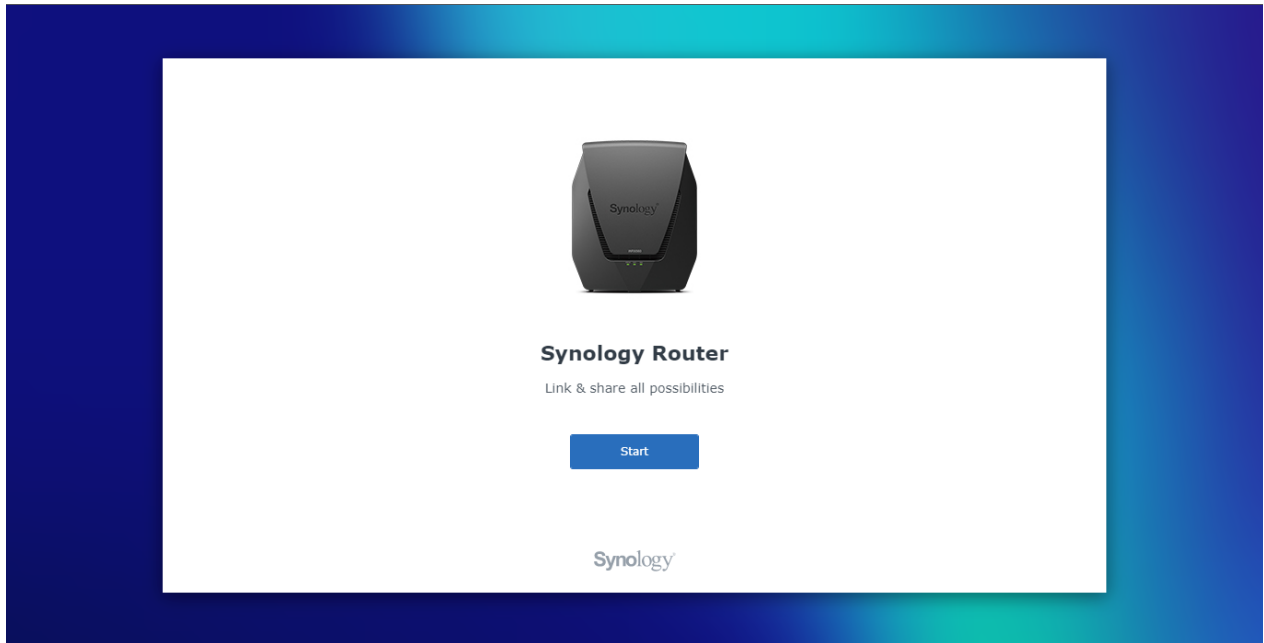 Synology
Synology Router
Link & share all possibilities
Start
Synology